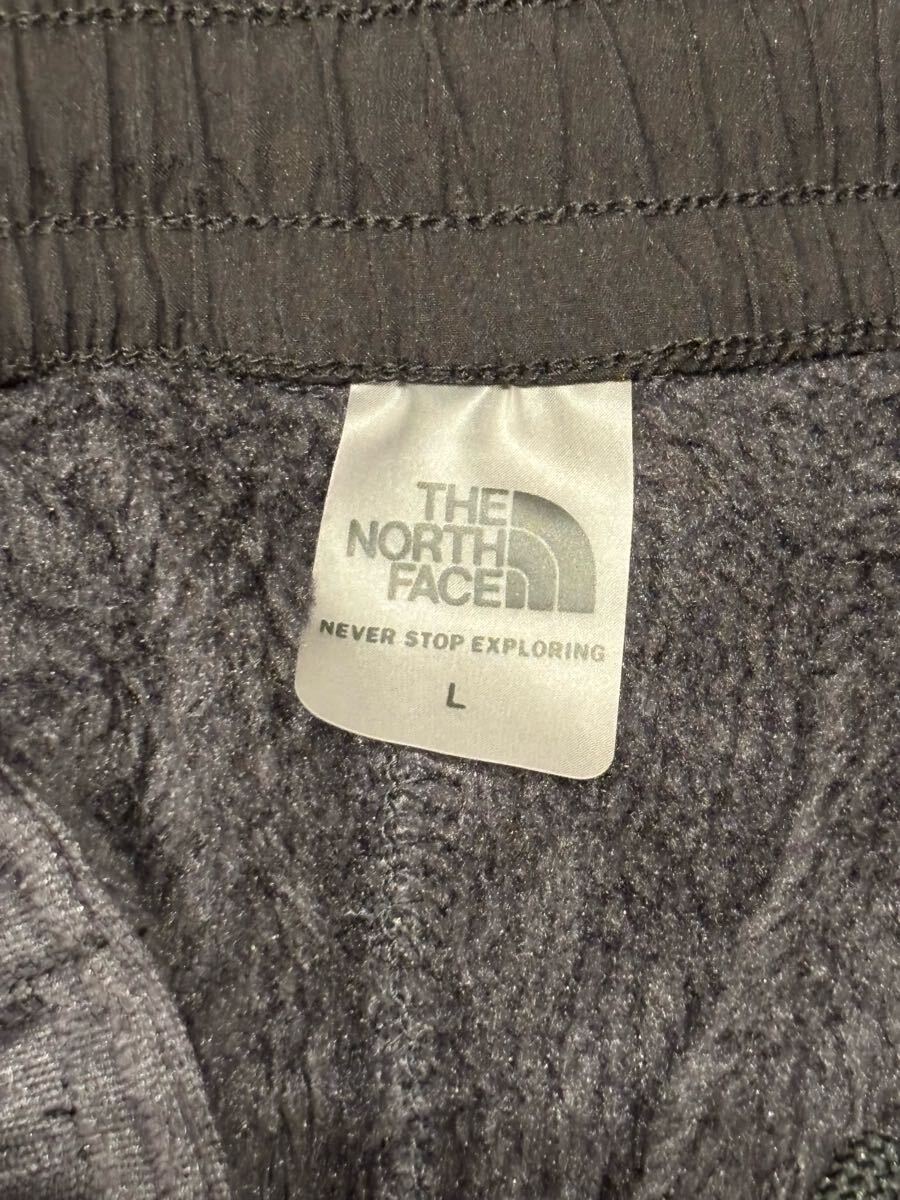 THE
NORTH
FACE
NEVER STOP EXPLORING
L